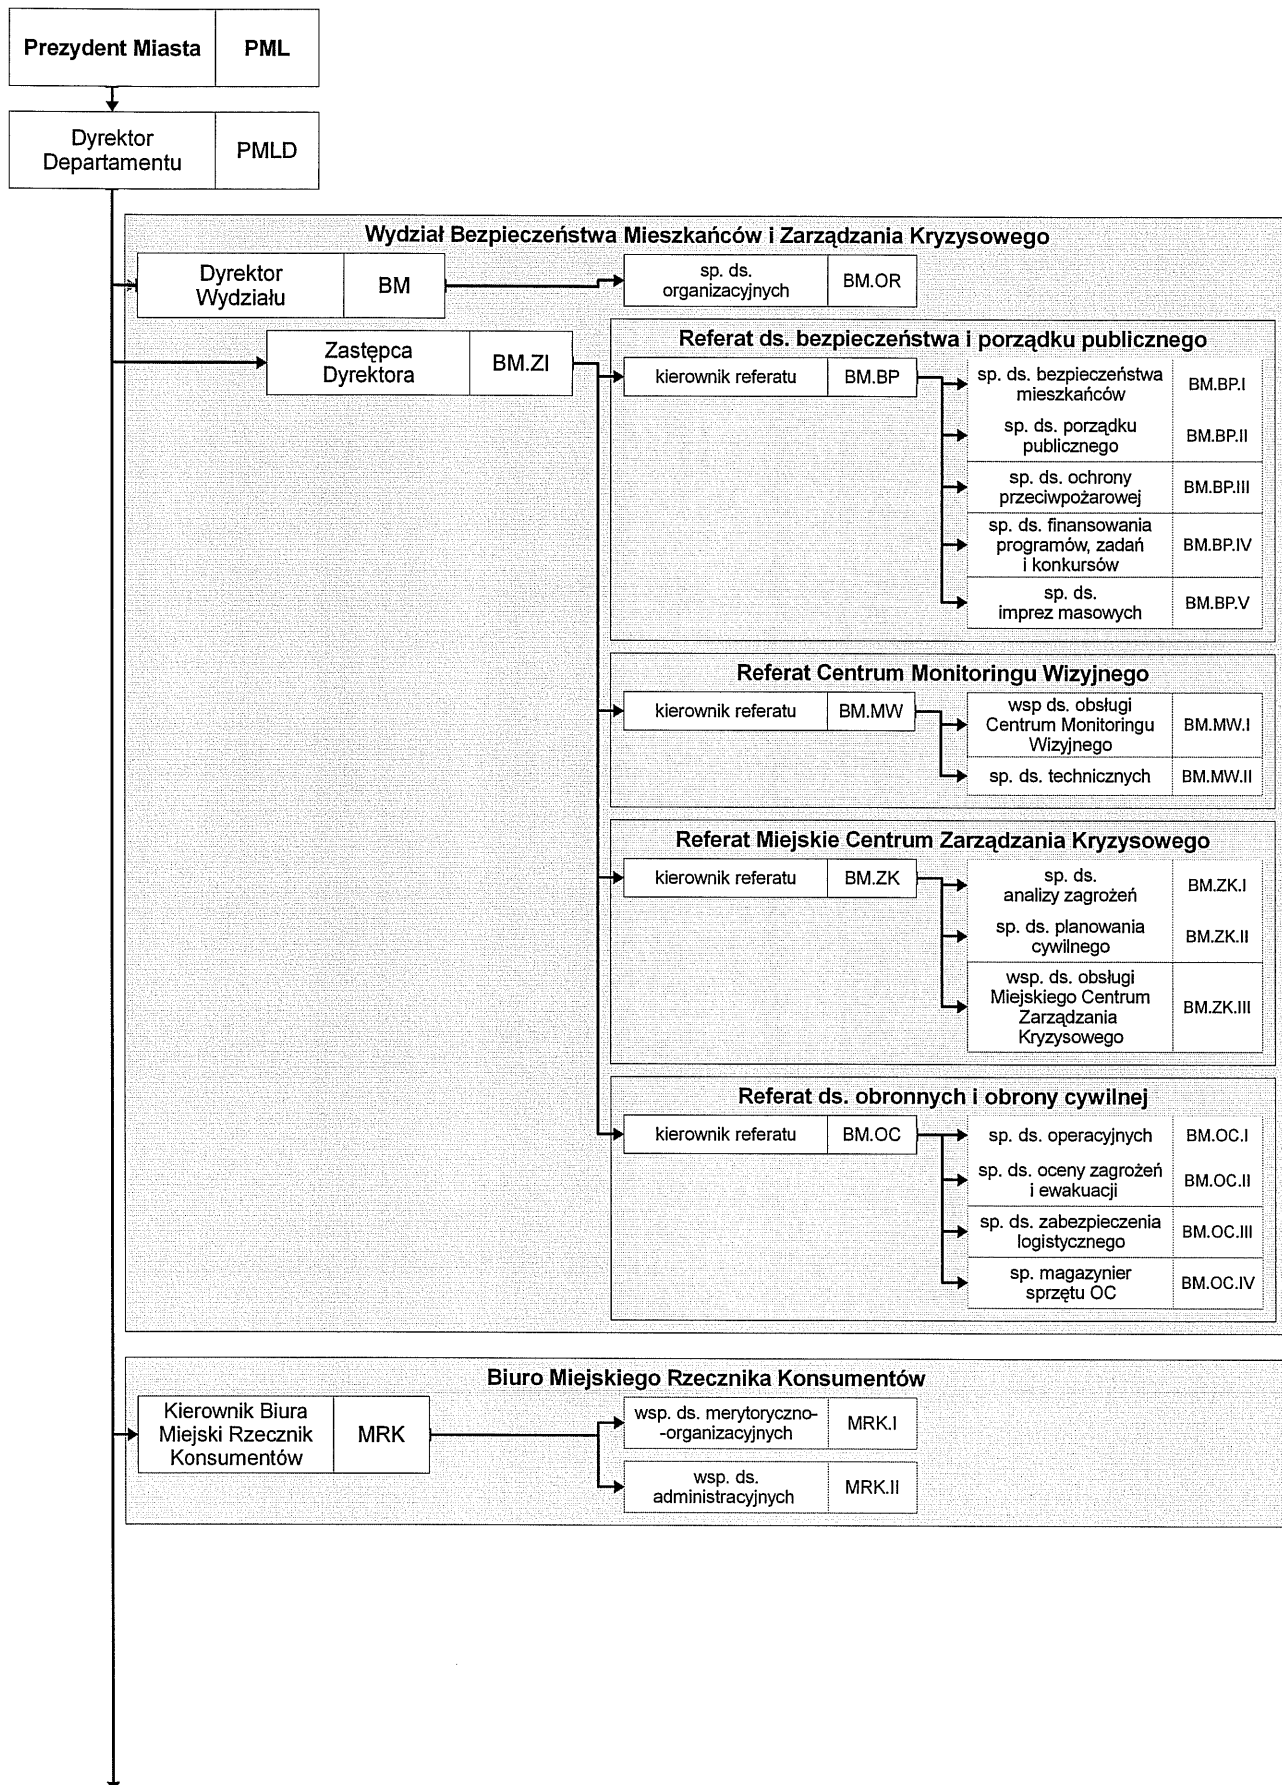 Prezydent Miasta
PML
Dyrektor
Departamentu
PMLD
Wydział Bezpieczeństwa Mieszkańców i Zarządzania Kryzysowego
Dyrektor
Wydziału
BM
sp. ds.
organizacyjnych
BM.OR
Zastępca
Dyrektora
BM.ZI
Referat ds. bezpieczeństwa i porządku publicznego
kierownik referatu
BM.BP
sp. ds. bezpieczeństwa
mieszkańców
BM.BP.I
sp. ds. porządku
publicznego
BM.BP.II
sp. ds. ochrony
przeciwpożarowej
BM.BP.III
sp. ds. finansowania
programów, zadań
i konkursów
BM.BP.IV
sp. ds.
imprez masowych
BM.BP.V
Referat Centrum Monitoringu Wizyjnego
kierownik referatu
BM.MW
wsp ds. obsługi
Centrum Monitoringu
Wizyjnego
BM.MW.I
sp. ds. technicznych
BM.MW.II
Referat Miejskie Centrum Zarządzania Kryzysowego
kierownik referatu
BM.ZK
sp. ds.
analizy zagrożeń
BM.ZK.I
sp. ds. planowania
cywilnego
BM.ZK.II
wsp. ds. obsługi
Miejskiego Centrum
Zarządzania
Kryzysowego
BM.ZK.III
Referat ds. obronnych i obrony cywilnej
kierownik referatu
BM.OC
sp. ds. operacyjnych
BM.OC.I
sp. ds. oceny zagrożeń
i ewakuacji
BM.OC.II
sp. ds. zabezpieczenia
logistycznego
BM.OC.III
sp. magazynier
sprzętu OC
BM.OC.IV
Biuro Miejskiego Rzecznika Konsumentów
Kierownik Biura
Miejski Rzecznik
Konsumentów
MRK
wsp. ds. merytoryczno-
-organizacyjnych
MRK.I
wsp. ds.
administracyjnych
MRK.II